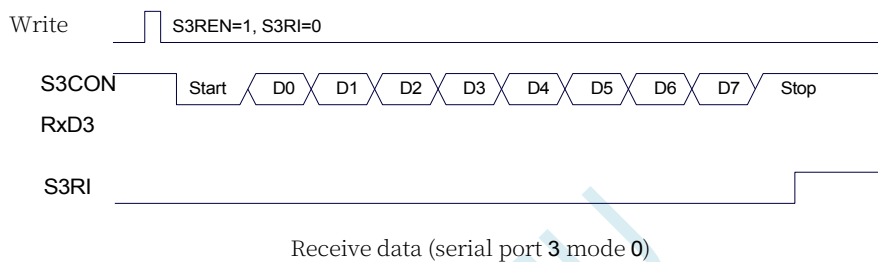 Write S3REN=1, S3RI=0
S3CON Start D0 D1 D2 D3 D4 D5 D6 D7 Stop
RxD3
S3RI
Receive data (serial port 3 mode 0)